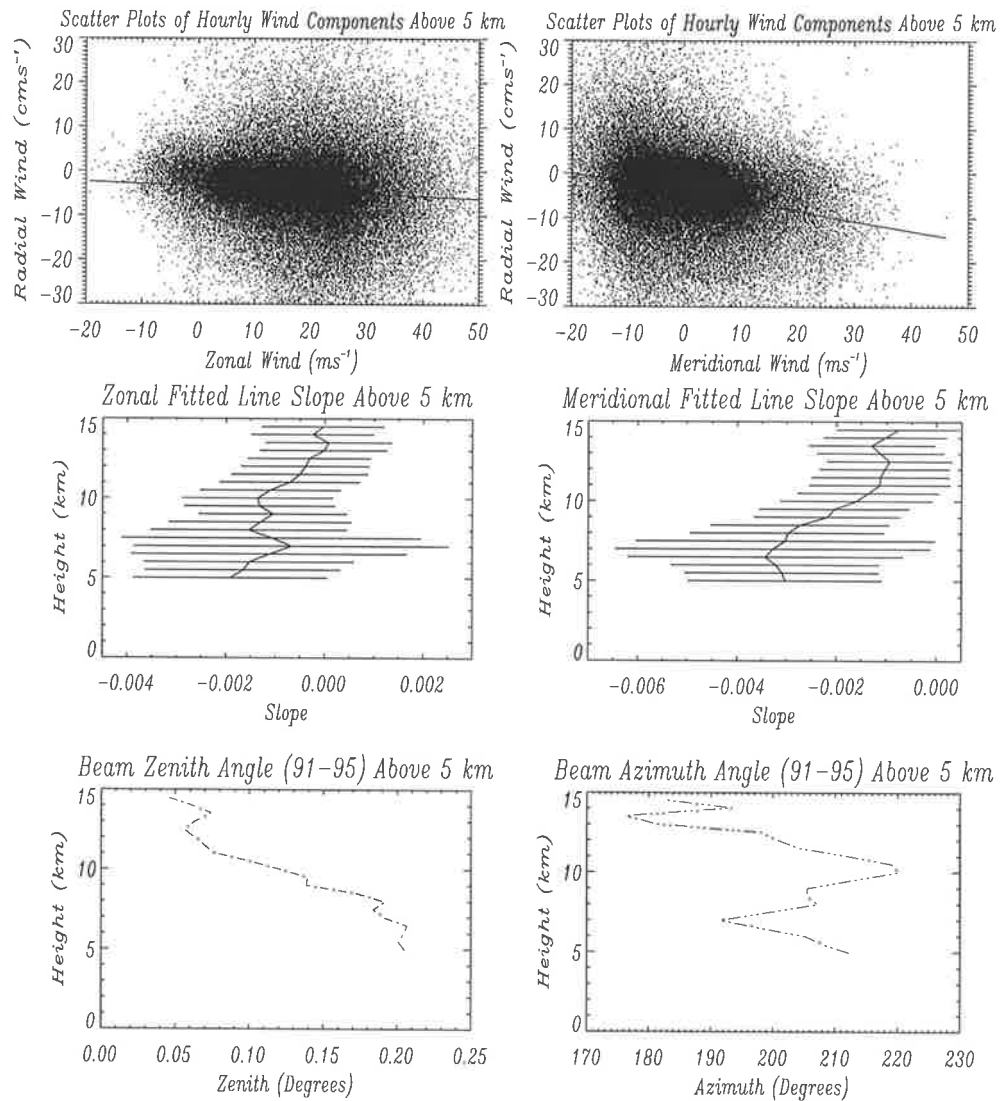 Scatter Plots of Hourly Wind Components Above 5 km
Radial Wind (cms⁻¹)
30
20
10
0
-10
-20
-30
-20 -10 0 10 20 30 40 50
Zonal Wind (ms⁻¹)
Scatter Plots of Hourly Wind Components Above 5 km
Radial Wind (cms⁻¹)
30
20
10
0
-10
-20
-30
-20 -10 0 10 20 30 40 50
Meridional Wind (ms⁻¹)
Zonal Fitted Line Slope Above 5 km
Height (km)
15
10
5
0
-0.004 -0.002 0.000 0.002
Slope
Meridional Fitted Line Slope Above 5 km
Height (km)
15
10
5
0
-0.006 -0.004 -0.002 0.000
Slope
Beam Zenith Angle (91-95) Above 5 km
Height (km)
15
10
5
0
0.00 0.05 0.10 0.15 0.20 0.25
Zenith (Degrees)
Beam Azimuth Angle (91-95) Above 5 km
Height (km)
15
10
5
0
170 180 190 200 210 220 230
Azimuth (Degrees)